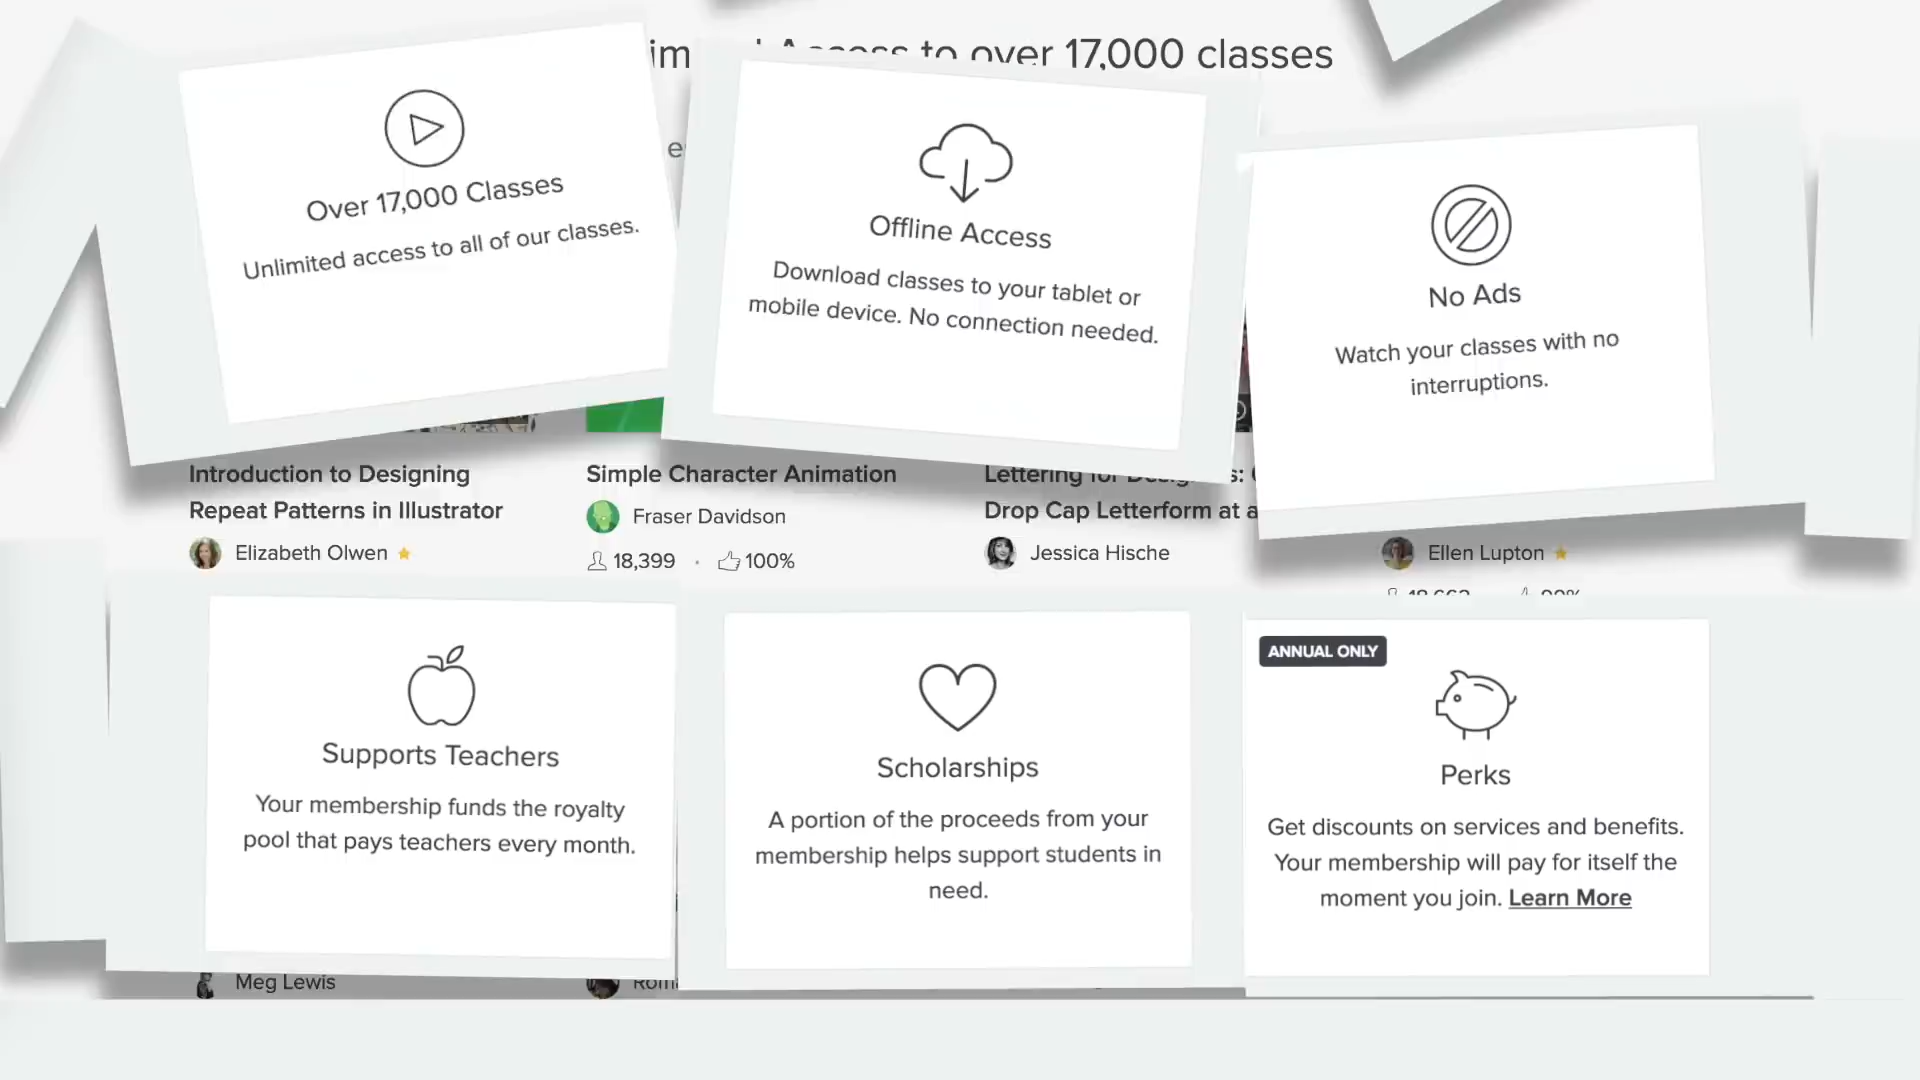 to over 17,000 classes
Over 17,000 Classes
Unlimited access to all of our classes.
Offline Access
Download classes to your tablet or
mobile device. No connection needed.
No Ads
Watch your classes with no
interruptions.
Introduction to Designing
Repeat Patterns in Illustrator
Elizabeth Olwen
Simple Character Animation
Fraser Davidson
18,399 100%
Lettering for
Drop Cap Letterform at a
Jessica Hische
Ellen Lupton
Supports Teachers
Your membership funds the royalty
pool that pays teachers every month.
Scholarships
A portion of the proceeds from your
membership helps support students in
need.
ANNUAL ONLY
Perks
Get discounts on services and benefits.
Your membership will pay for itself the
moment you join. Learn More
Meg Lewis